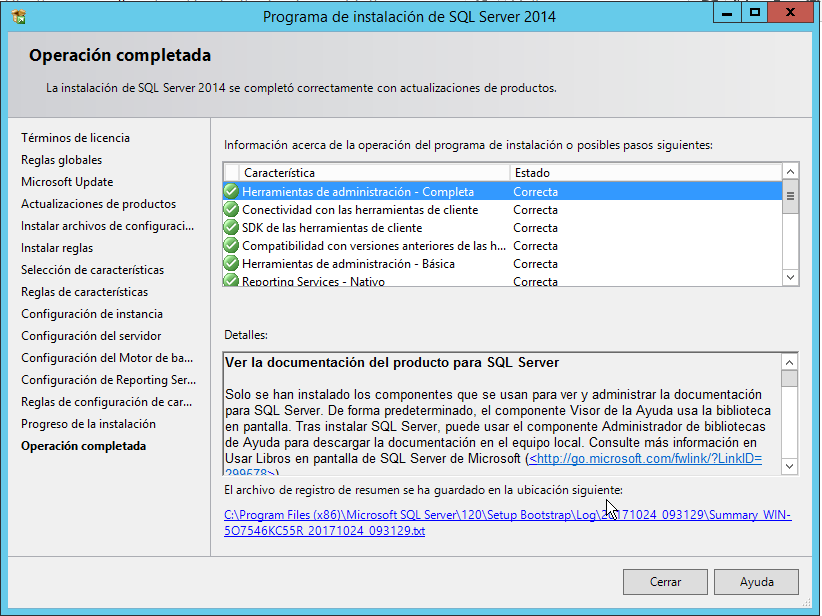 Programa de instalación de SQL Server 2014
Operación completada
La instalación de SQL Server 2014 se completó correctamente con actualizaciones de productos.
Términos de licencia
Reglas globales
Microsoft Update
Actualizaciones de productos
Instalar archivos de configuraci...
Instalar reglas
Selección de características
Reglas de características
Configuración de instancia
Configuración del servidor
Configuración del Motor de ba...
Configuración de Reporting Ser...
Reglas de configuración de car...
Progreso de la instalación
Operación completada
Información acerca de la operación del programa de instalación o posibles pasos siguientes:
Característica Estado
Herramientas de administración - Completa Correcta
Conectividad con las herramientas de cliente Correcta
SDK de las herramientas de cliente Correcta
Compatibilidad con versiones anteriores de las h... Correcta
Herramientas de administración - Básica Correcta
Reporting Services - Nativo Correcta
Detalles:
Ver la documentación del producto para SQL Server
Solo se han instalado los componentes que se usan para ver y administrar la documentación
para SQL Server. De forma predeterminada, el componente Visor de la Ayuda usa la biblioteca
en pantalla. Tras instalar SQL Server, puede usar el componente Administrador de bibliotecas
de Ayuda para descargar la documentación en el equipo local. Consulte más información en
Usar Libros en pantalla de SQL Server de Microsoft (<http://go.microsoft.com/fwlink/?LinkID=
299578>)
El archivo de registro de resumen se ha guardado en la ubicación siguiente:
C:\Program Files (x86)\Microsoft SQL Server\120\Setup Bootstrap\Log\20171024_093129\Summary_WIN-
5O7546KC55R_20171024_093129.txt
Cerrar
Ayuda